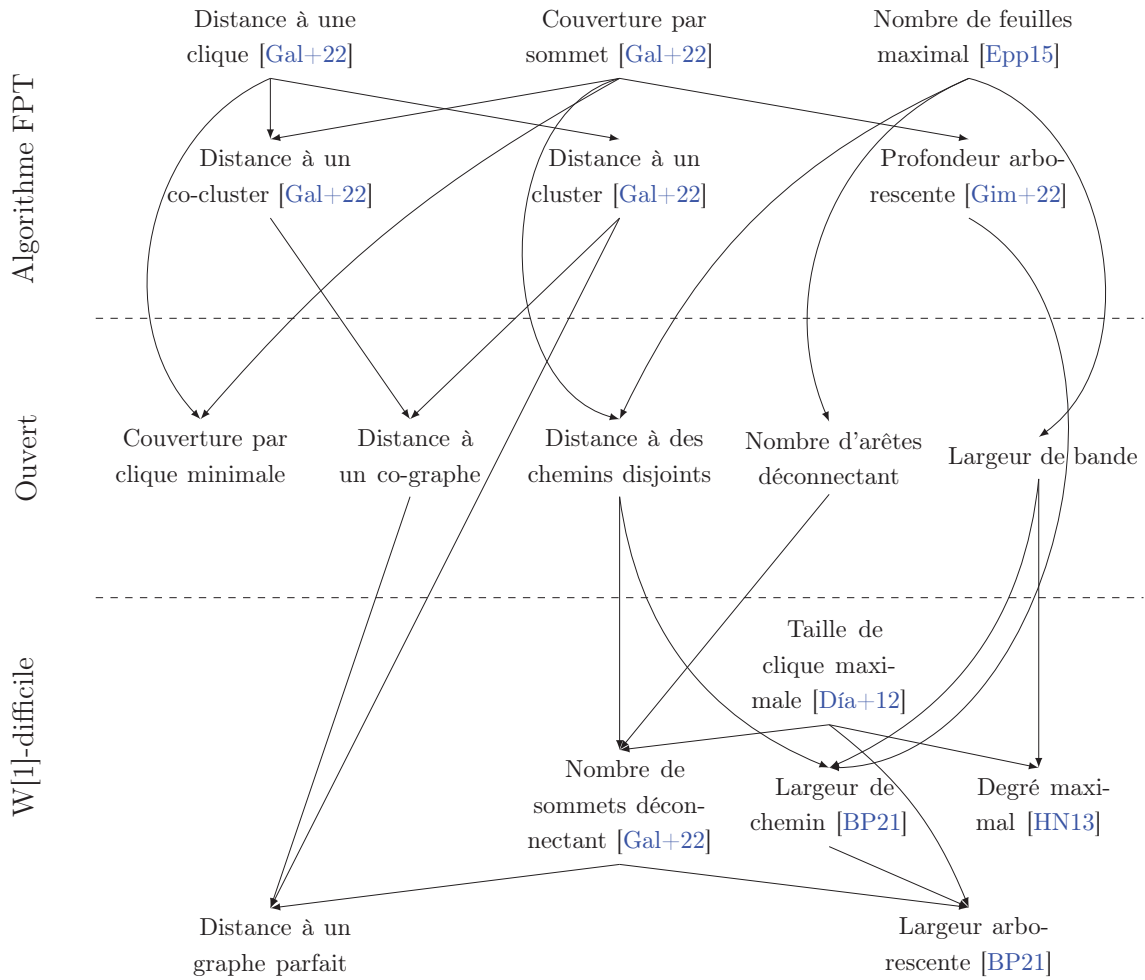 Algorithme FPT
Distance à une
clique [Gal+22]
Couverture par
sommet [Gal+22]
Nombre de feuilles
maximal [Epp15]
Distance à un
co-cluster [Gal+22]
Distance à un
cluster [Gal+22]
Profondeur arbo-
rescente [Gim+22]
Ouvert
Couverture par
clique minimale
Distance à
un co-graphe
Distance à des
chemins disjoints
Nombre d'arêtes
déconnectant
Largeur de bande
W[1]-difficile
Taille de
clique maxi-
male [Día+12]
Nombre de
sommets décon-
nectant [Gal+22]
Largeur de
chemin [BP21]
Degré maxi-
mal [HN13]
Distance à un
graphe parfait
Largeur arbo-
rescente [BP21]